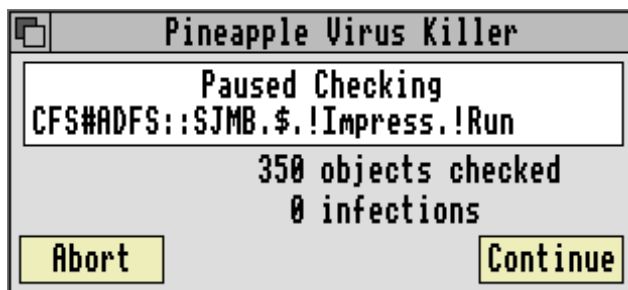 Pineapple Virus Killer
Paused Checking
CFS#ADFS::SJMB.$.!Impress.!Run
350 objects checked
0 infections
Abort
Continue